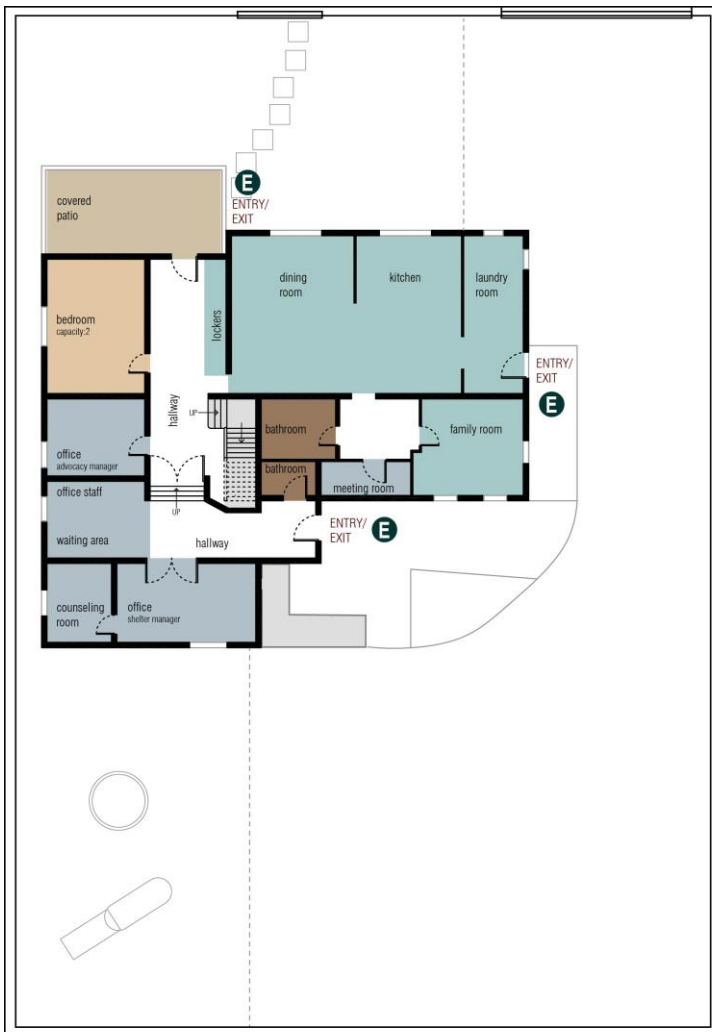 E
ENTRY/
EXIT
covered
patio
dining
room
kitchen
laundry
room
bedroom
capacity:2
lockers
ENTRY/
EXIT
E
hallway
UP
bathroom
family room
office
advocacy manager
bathroom
meeting room
office staff
UP
waiting area
hallway
ENTRY/
EXIT
E
counseling
room
office
shelter manager